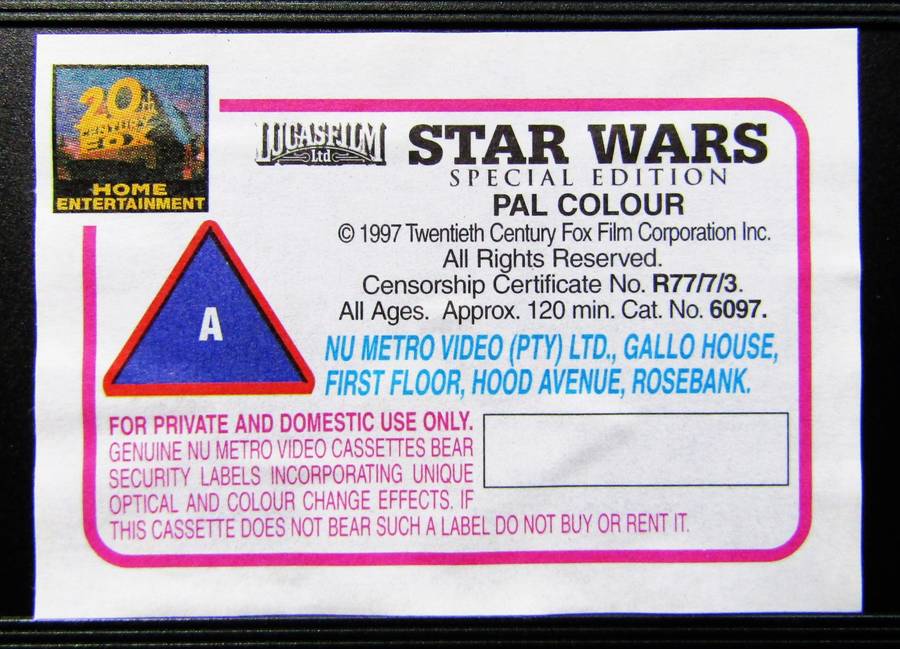 20
CENTURY
FOX
HOME
ENTERTAINMENT
LUCASFILM
Ltd
STAR WARS
SPECIAL EDITION
PAL COLOUR
© 1997 Twentieth Century Fox Film Corporation Inc.
All Rights Reserved.
Censorship Certificate No. R77/7/3.
All Ages. Approx. 120 min. Cat. No. 6097.
A
NU METRO VIDEO (PTY) LTD., GALLO HOUSE,
FIRST FLOOR, HOOD AVENUE, ROSEBANK.
FOR PRIVATE AND DOMESTIC USE ONLY.
GENUINE NU METRO VIDEO CASSETTES BEAR
SECURITY LABELS INCORPORATING UNIQUE
OPTICAL AND COLOUR CHANGE EFFECTS. IF
THIS CASSETTE DOES NOT BEAR SUCH A LABEL DO NOT BUY OR RENT IT.